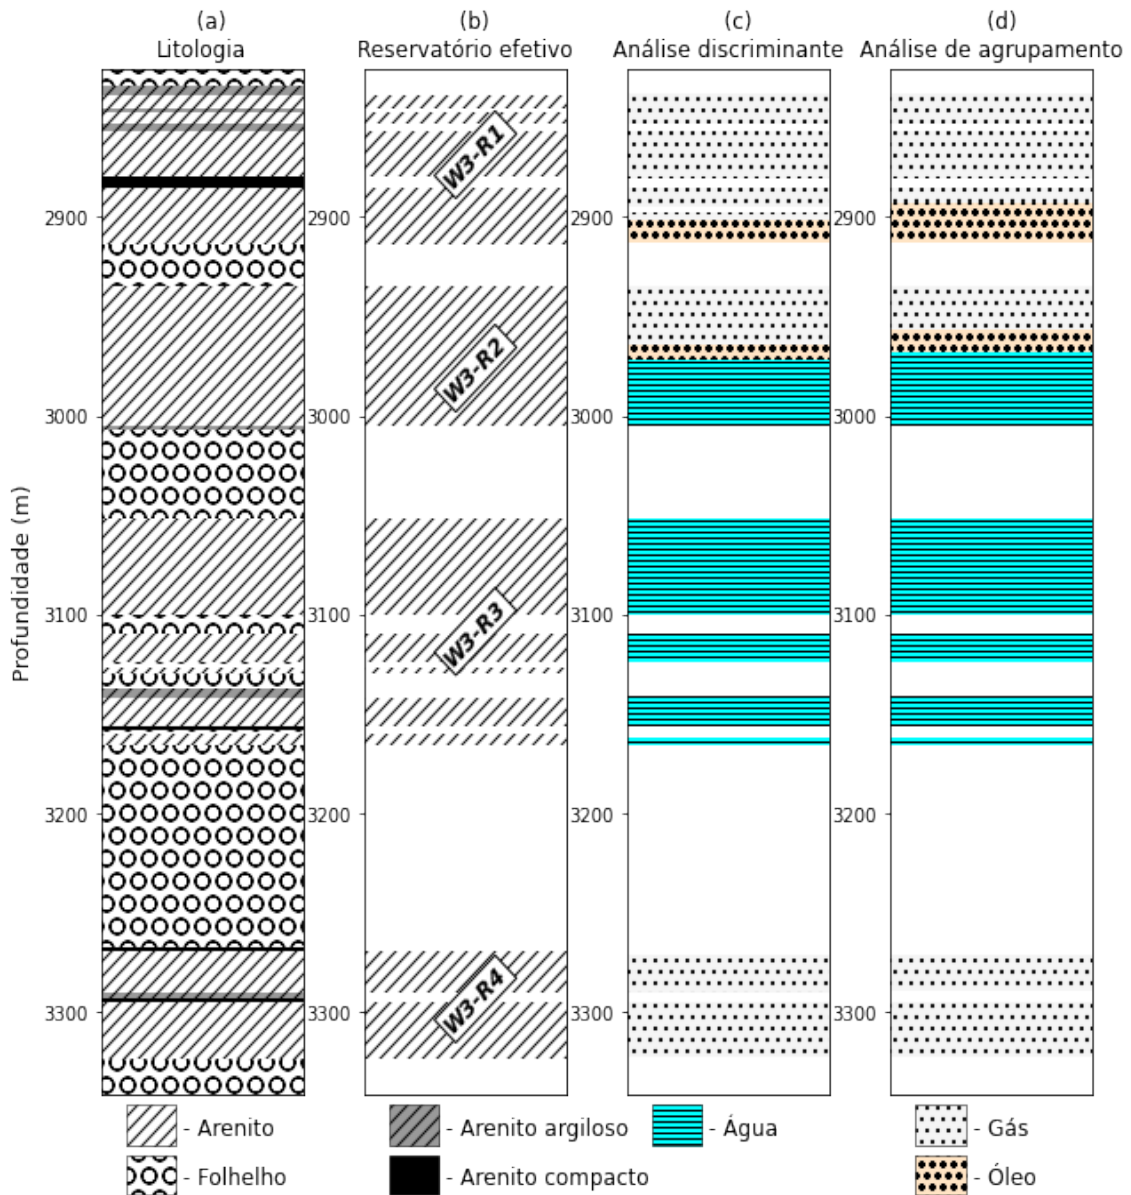 (a) (b) (c) (d)
Litologia Reservatório efetivo Análise discriminante Análise de agrupamento
W3-R1
2900 2900 2900 2900
W3-R2
3000 3000 3000 3000
Profundidade (m)
3100 3100 3100 3100
W3-R3
3200 3200 3200 3200
W3-R4
3300 3300 3300 3300
- Arenito - Arenito argiloso - Água - Gás
- Folhelho - Arenito compacto - Óleo